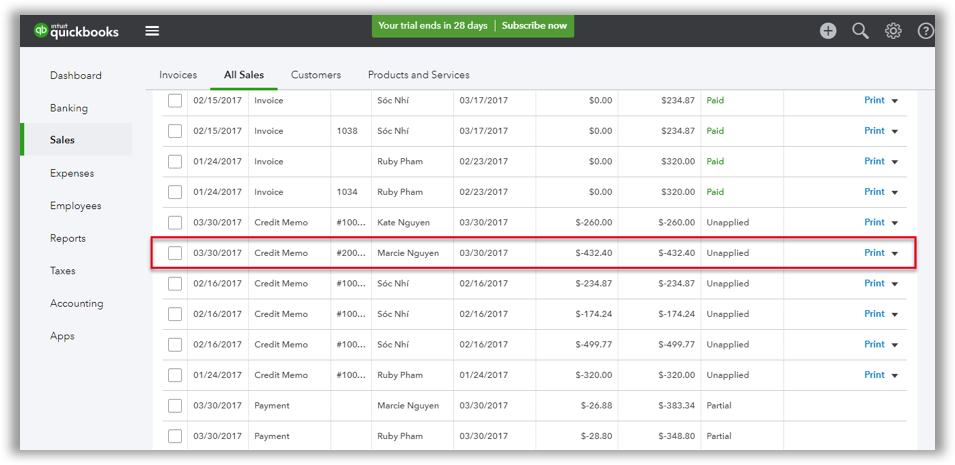 intuit
quickbooks
Your trial ends in 28 days | Subscribe now
Dashboard
Banking
Sales
Expenses
Employees
Reports
Taxes
Accounting
Apps
Invoices All Sales Customers Products and Services
02/15/2017 Invoice Sóc Nhí 03/17/2017 $0.00 $234.87 Paid Print
02/15/2017 Invoice 1038 Sóc Nhí 03/17/2017 $0.00 $234.87 Paid Print
01/24/2017 Invoice Ruby Pham 02/23/2017 $0.00 $320.00 Paid Print
01/24/2017 Invoice 1034 Ruby Pham 02/23/2017 $0.00 $320.00 Paid Print
03/30/2017 Credit Memo #100... Kate Nguyen 03/30/2017 $-260.00 $-260.00 Unapplied Print
03/30/2017 Credit Memo #200... Marcie Nguyen 03/30/2017 $-432.40 $-432.40 Unapplied Print
02/16/2017 Credit Memo #100... Sóc Nhí 02/16/2017 $-234.87 $-234.87 Unapplied Print
02/16/2017 Credit Memo #100... Sóc Nhí 02/16/2017 $-174.24 $-174.24 Unapplied Print
02/16/2017 Credit Memo #100... Sóc Nhí 02/16/2017 $-499.77 $-499.77 Unapplied Print
01/24/2017 Credit Memo #100... Ruby Pham 01/24/2017 $-320.00 $-320.00 Unapplied Print
03/30/2017 Payment Marcie Nguyen 03/30/2017 $-26.88 $-383.34 Partial
03/30/2017 Payment Ruby Pham 03/30/2017 $-28.80 $-348.80 Partial